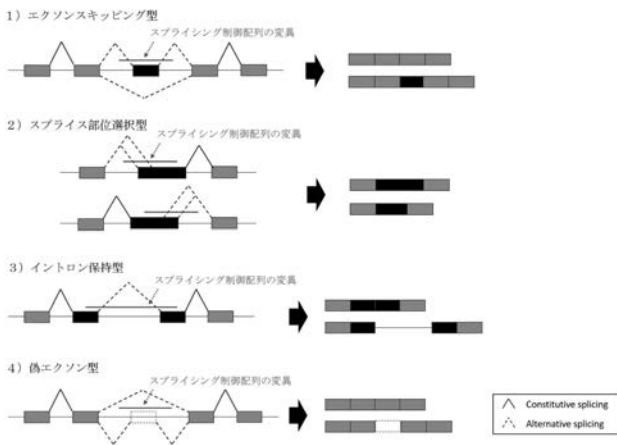 1）エクソンスキッピング型
スプライシング制御配列の変異
2）スプライス部位選択型
スプライシング制御配列の変異
3）イントロン保持型
スプライシング制御配列の変異
4）偽エクソン型
スプライシング制御配列の変異
Constitutive splicing
Alternative splicing